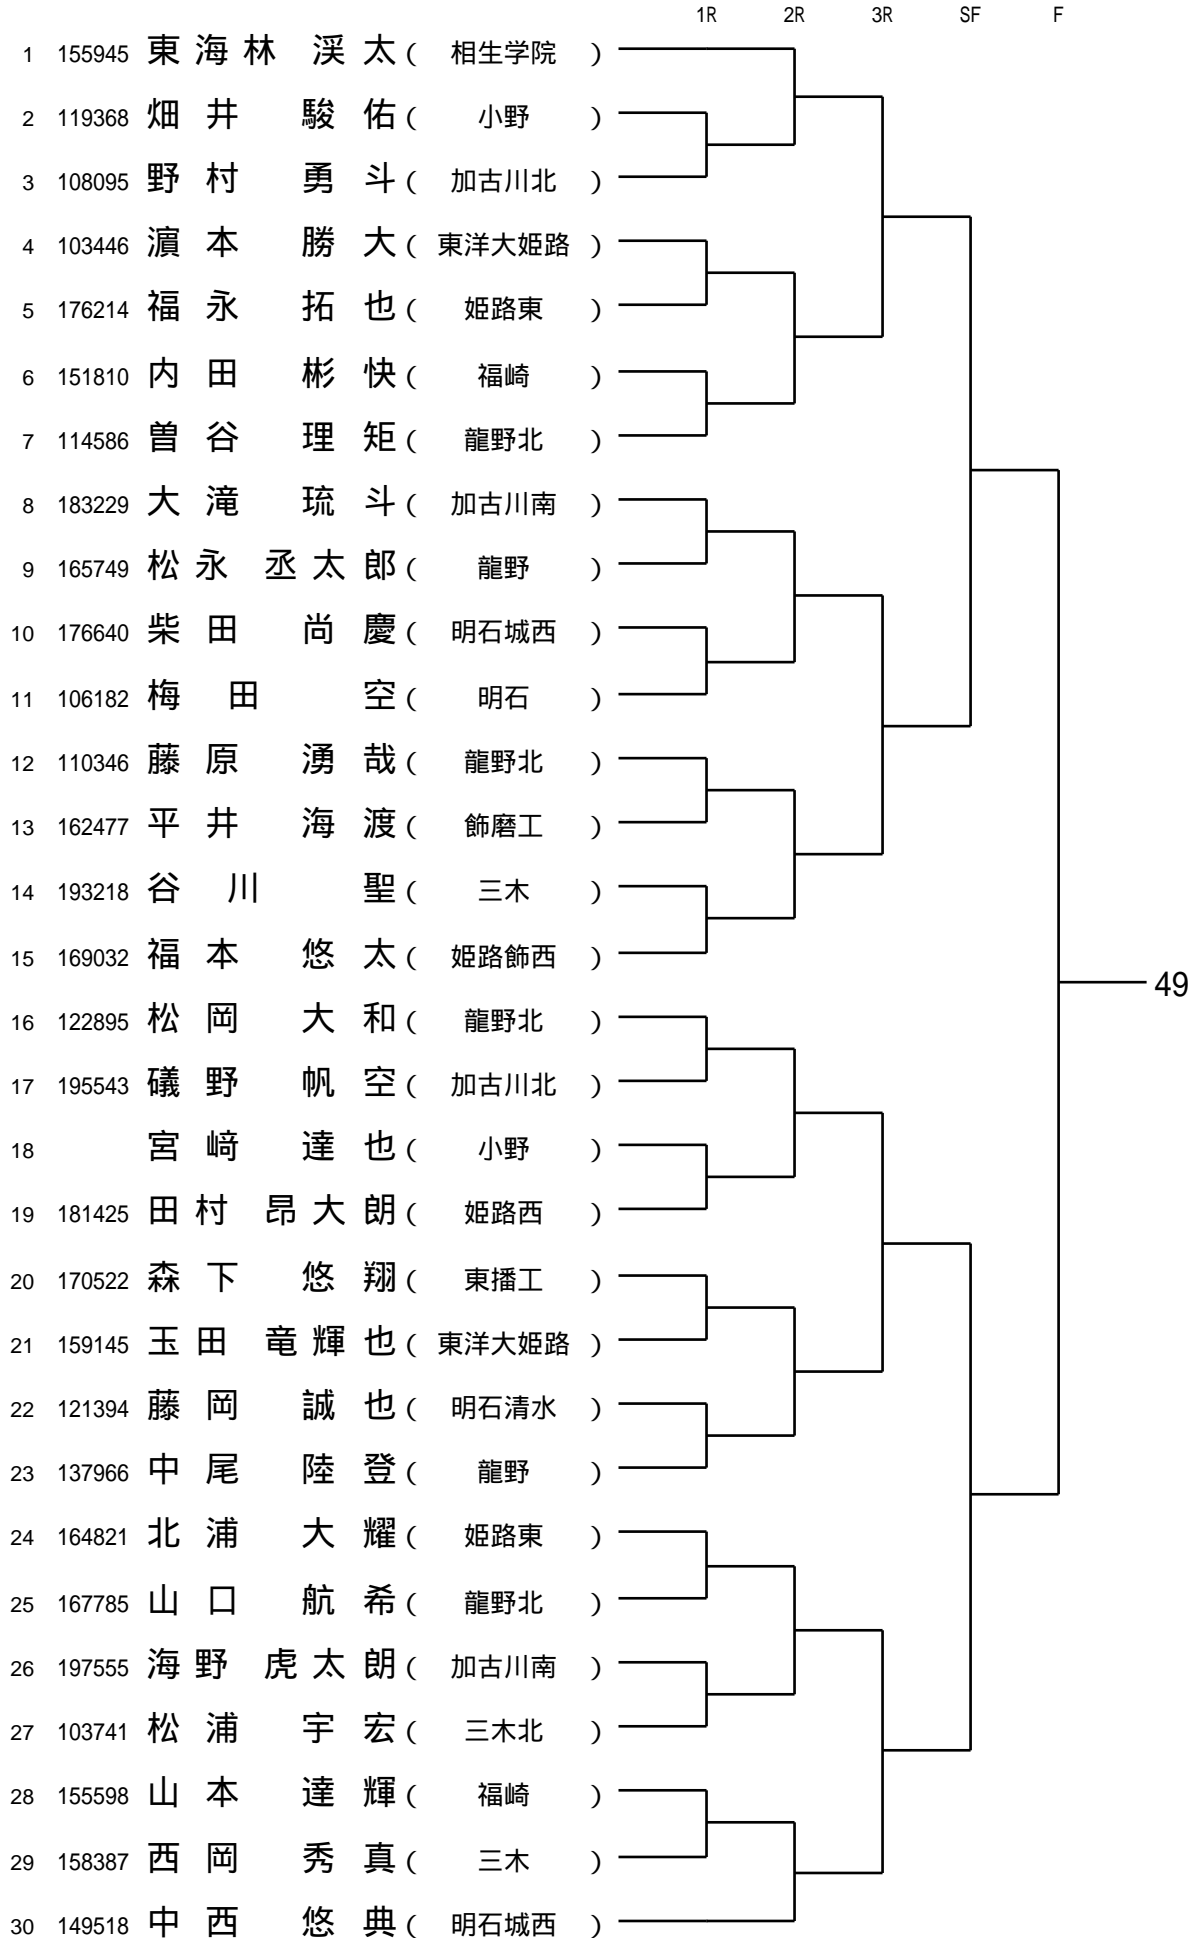 1R 2R 3R SF F
1 155945 東海林 渓太 ( 相生学院 )
2 119368 畑井 駿佑 ( 小野 )
3 108095 野村 勇斗 ( 加古川北 )
4 103446 濵本 勝大 ( 東洋大姫路 )
5 176214 福永 拓也 ( 姫路東 )
6 151810 内田 彬快 ( 福崎 )
7 114586 曽谷 理矩 ( 龍野北 )
8 183229 大滝 琉斗 ( 加古川南 )
9 165749 松永 丞太郎 ( 龍野 )
10 176640 柴田 尚慶 ( 明石城西 )
11 106182 梅田 空 ( 明石 )
12 110346 藤原 湧哉 ( 龍野北 )
13 162477 平井 海渡 ( 飾磨工 )
14 193218 谷川 聖 ( 三木 )
15 169032 福本 悠太 ( 姫路飾西 )
49
16 122895 松岡 大和 ( 龍野北 )
17 195543 礒野 帆空 ( 加古川北 )
18 宮﨑 達也 ( 小野 )
19 181425 田村 昂大朗 ( 姫路西 )
20 170522 森下 悠翔 ( 東播工 )
21 159145 玉田 竜輝也 ( 東洋大姫路 )
22 121394 藤岡 誠也 ( 明石清水 )
23 137966 中尾 陸登 ( 龍野 )
24 164821 北浦 大耀 ( 姫路東 )
25 167785 山口 航希 ( 龍野北 )
26 197555 海野 虎太朗 ( 加古川南 )
27 103741 松浦 宇宏 ( 三木北 )
28 155598 山本 達輝 ( 福崎 )
29 158387 西岡 秀真 ( 三木 )
30 149518 中西 悠典 ( 明石城西 )